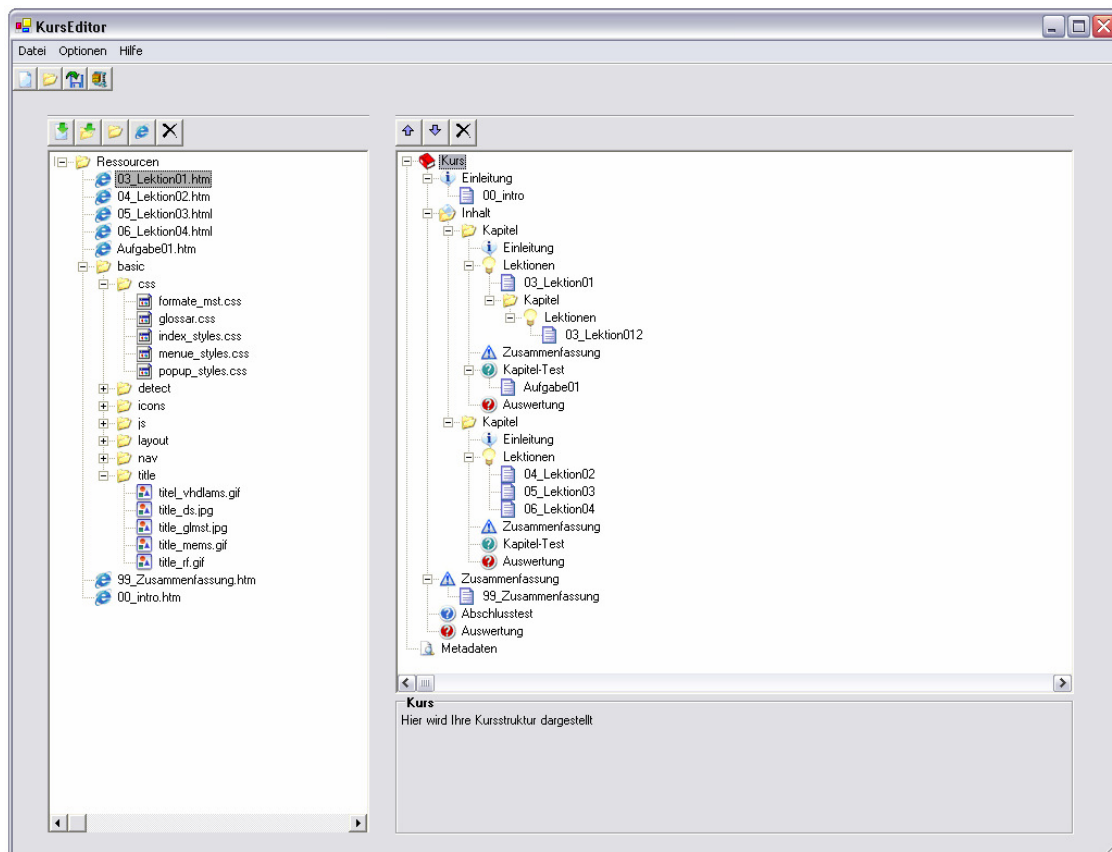 KursEditor
Datei Optionen Hilfe
Ressourcen
03_Lektion01.htm
04_Lektion02.htm
05_Lektion03.html
06_Lektion04.html
Aufgabe01.htm
basic
css
formate_mst.css
glossar.css
index_styles.css
menue_styles.css
popup_styles.css
detect
icons
js
layout
nav
title
titel_vhdlams.gif
title_ds.jpg
title_glmst.jpg
title_mems.gif
title_rf.gif
99_Zusammenfassung.htm
00_intro.htm
Kurs
Einleitung
00_intro
Inhalt
Kapitel
Einleitung
Lektionen
03_Lektion01
Kapitel
Lektionen
03_Lektion012
Zusammenfassung
Kapitel-Test
Aufgabe01
Auswertung
Kapitel
Einleitung
Lektionen
04_Lektion02
05_Lektion03
06_Lektion04
Zusammenfassung
Kapitel-Test
Auswertung
Zusammenfassung
99_Zusammenfassung
Abschlusstest
Auswertung
Metadaten
Kurs
Hier wird Ihre Kursstruktur dargestellt